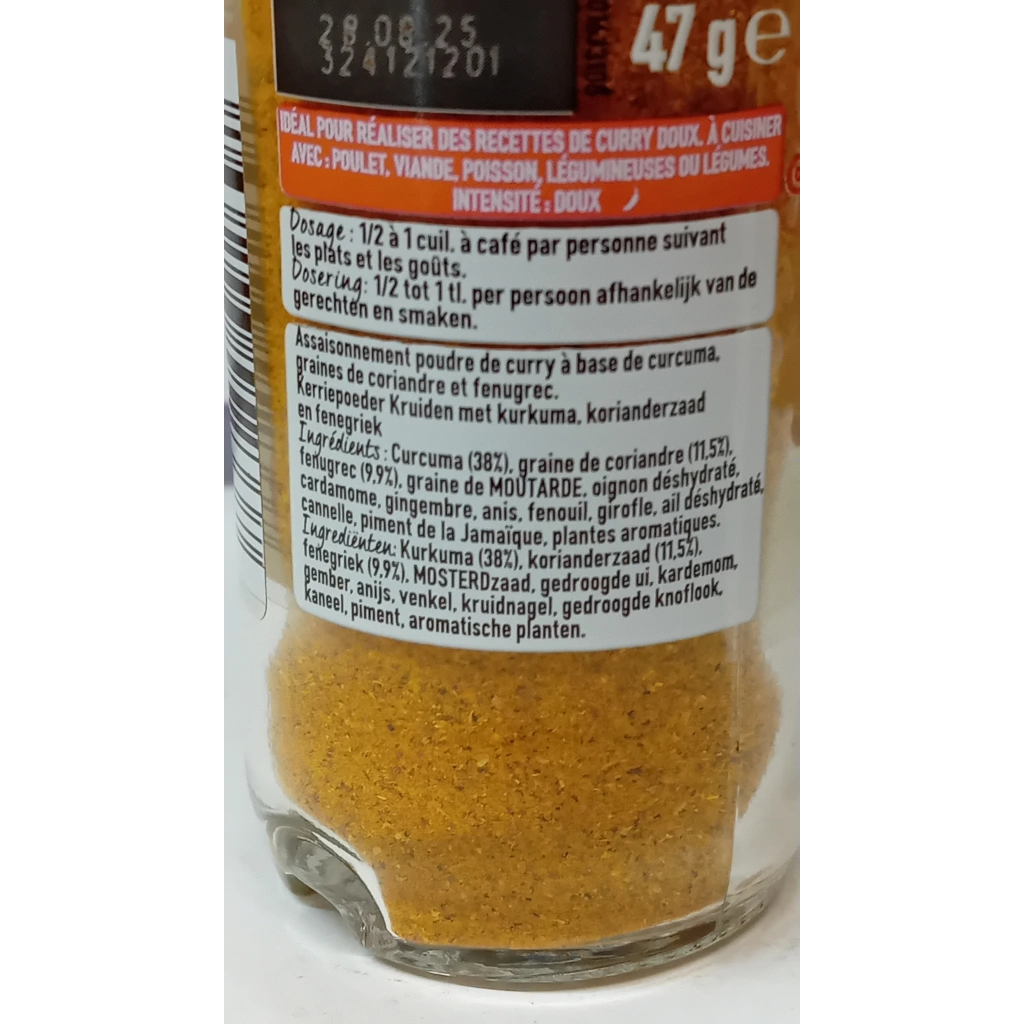 28.08.25
324121201
47 g e
IDÉAL POUR RÉALISER DES RECETTES DE CURRY DOUX, À CUISINER
AVEC : POULET, VIANDE, POISSON, LÉGUMINEUSES OU LÉGUMES.
INTENSITÉ : DOUX
Dosage : 1/2 à 1 cuil. à café par personne suivant
les plats et les goûts.
Dosering: 1/2 tot 1 tl. per persoon afhankelijk van de
gerechten en smaken.
Assaisonnement poudre de curry à base de curcuma,
graines de coriandre et fenugrec.
Kerriepoeder Kruiden met kurkuma, korianderzaad
en fenegriek
Ingrédients : Curcuma (38%), graine de coriandre (11,5%),
fenugrec (9,9%), graine de MOUTARDE, oignon déshydraté,
cardamome, gingembre, anis, fenouil, girofle, ail déshydraté,
cannelle, piment de la Jamaïque, plantes aromatiques.
Ingrediënten: Kurkuma (38%), korianderzaad (11,5%),
fenegriek (9,9%), MOSTERDzaad, gedroogde ui, kardemom,
gember, anijs, venkel, kruidnagel, gedroogde knoflook,
kaneel, piment, aromatische planten.